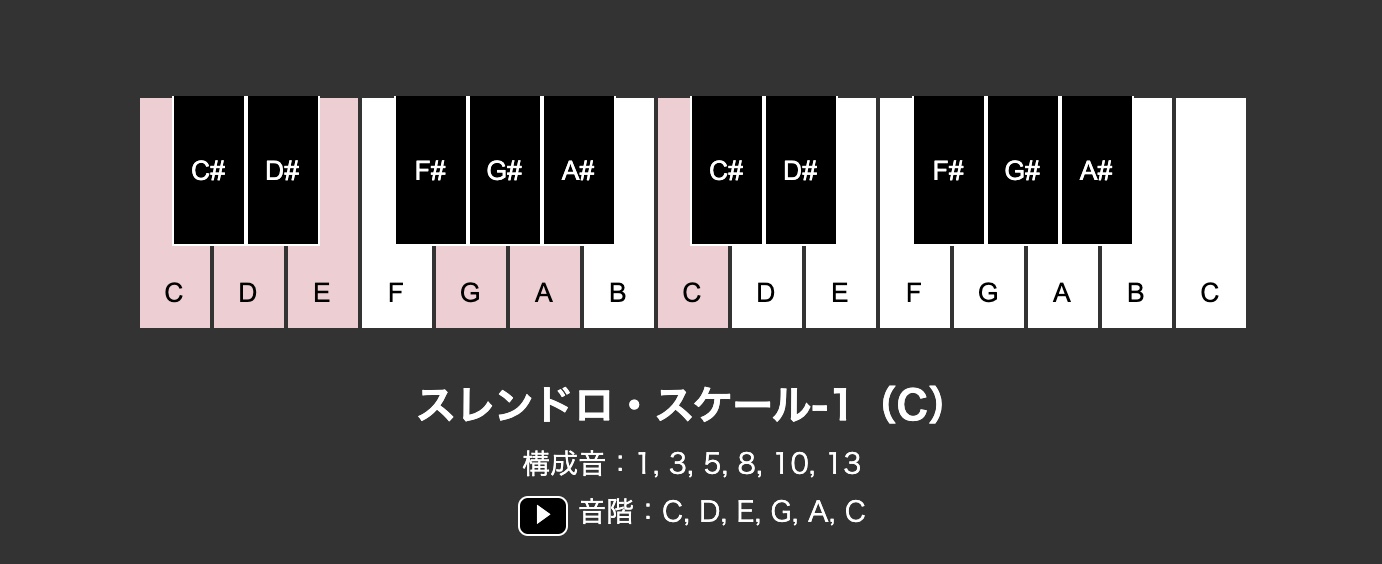 C# D# F# G# A# C# D# F# G# A#
C D E F G A B C D E F G A B C
スレンドロ・スケール-1（C）
構成音：1, 3, 5, 8, 10, 13
音階：C, D, E, G, A, C